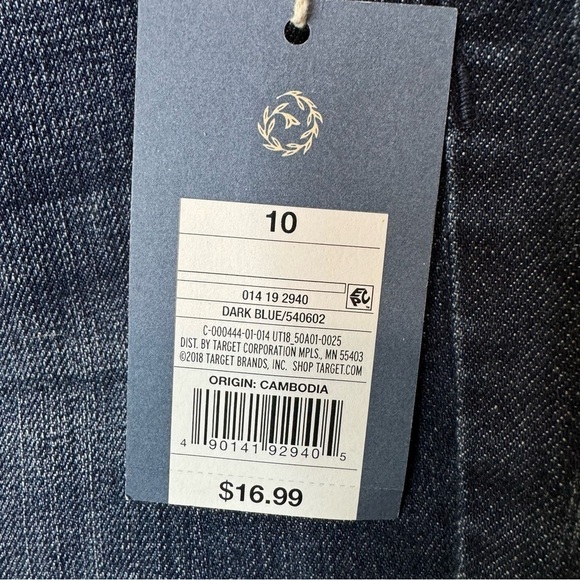 10
014 19 2940
EPC
DARK BLUE/540602
C-000444-01-014 UT18_50A01-0025
DIST. BY TARGET CORPORATION MPLS., MN 55403
©2018 TARGET BRANDS, INC. SHOP TARGET.COM
ORIGIN: CAMBODIA
4 90141 92940 5
$16.99